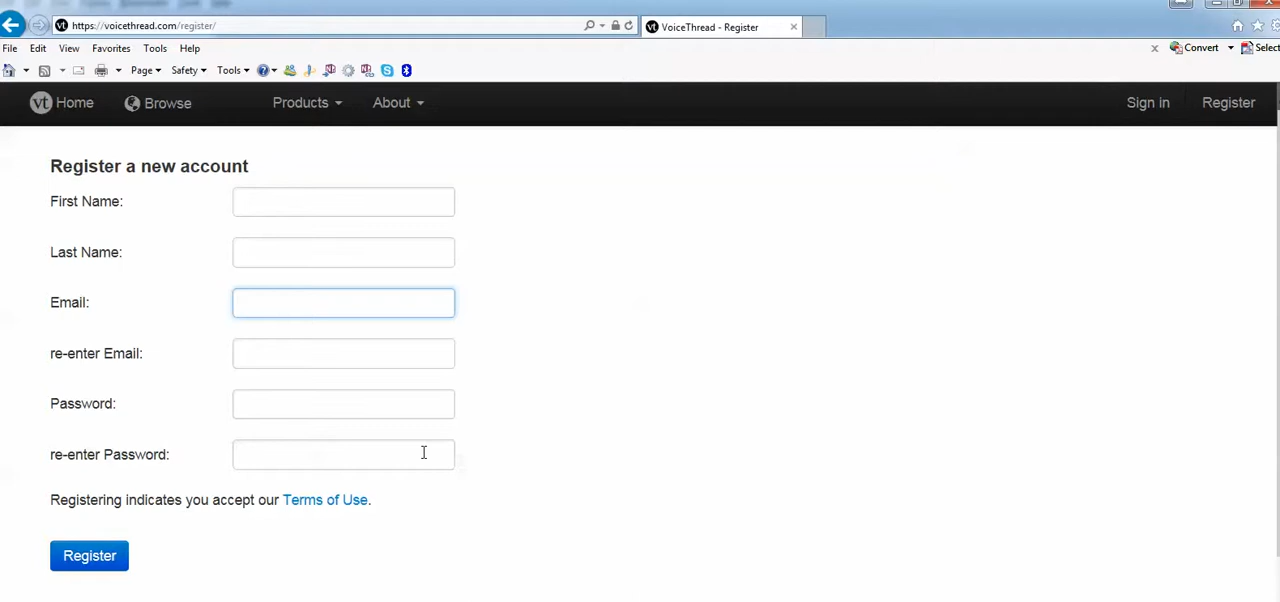 https://voicethread.com/register/
VoiceThread - Register
File Edit View Favorites Tools Help
Convert Select
Page Safety Tools
vt Home Browse Products About Sign in Register
Register a new account
First Name:
Last Name:
Email:
re-enter Email:
Password:
re-enter Password:
Registering indicates you accept our Terms of Use.
Register